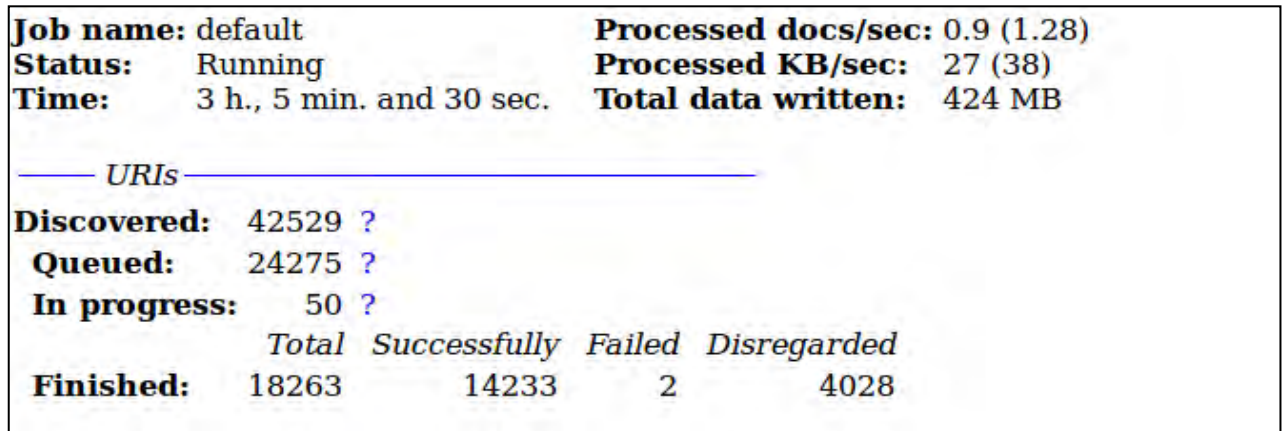 Job name: default Processed docs/sec: 0.9 (1.28)
Status: Running Processed KB/sec: 27 (38)
Time: 3 h., 5 min. and 30 sec. Total data written: 424 MB
URIs
Discovered: 42529 ?
Queued: 24275 ?
In progress: 50 ?
Total Successfully Failed Disregarded
Finished: 18263 14233 2 4028